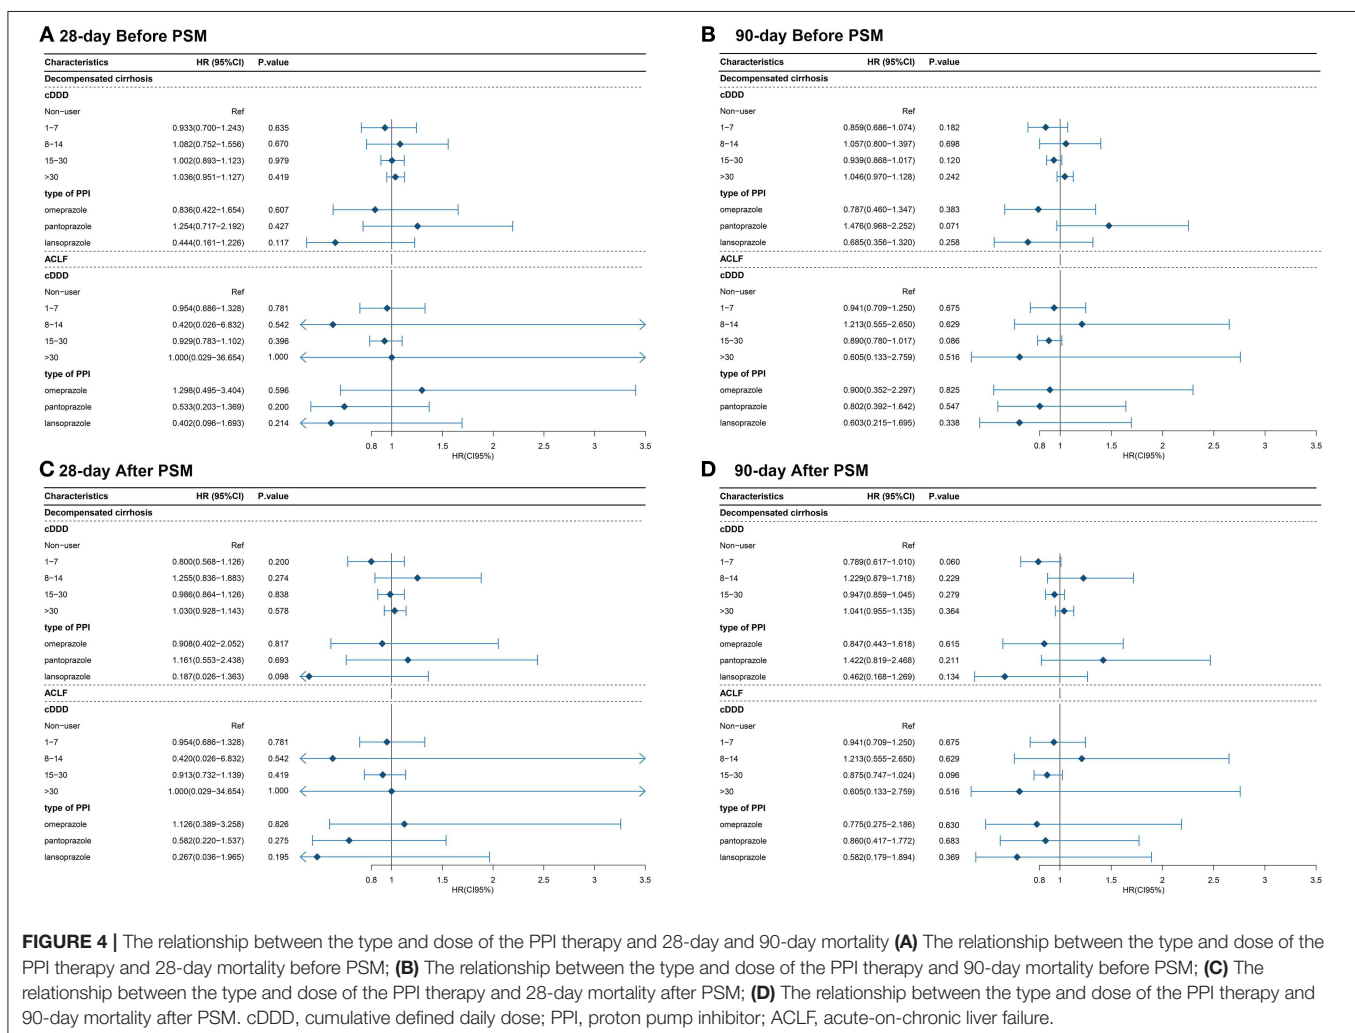 A 28-day Before PSM
Characteristics HR (95%CI) P.value
Decompensated cirrhosis
cDDD
Non−user Ref
1−7 0.933(0.700−1.243) 0.635
8−14 1.082(0.752−1.556) 0.670
15−30 1.002(0.893−1.123) 0.979
>30 1.036(0.951−1.127) 0.419
type of PPI
omeprazole 0.836(0.422−1.654) 0.607
pantoprazole 1.254(0.717−2.192) 0.427
lansoprazole 0.444(0.161−1.226) 0.117
ACLF
cDDD
Non−user Ref
1−7 0.954(0.686−1.328) 0.781
8−14 0.420(0.026−6.832) 0.542
15−30 0.929(0.783−1.102) 0.396
>30 1.000(0.029−36.654) 1.000
type of PPI
omeprazole 1.298(0.495−3.404) 0.596
pantoprazole 0.533(0.203−1.369) 0.200
lansoprazole 0.402(0.096−1.693) 0.214
0.8 1 1.5 2 2.5 3 3.5
HR(CI95%)
B 90-day Before PSM
Characteristics HR (95%CI) P.value
Decompensated cirrhosis
cDDD
Non−user Ref
1−7 0.859(0.686−1.074) 0.182
8−14 1.057(0.800−1.397) 0.698
15−30 0.939(0.868−1.017) 0.120
>30 1.046(0.970−1.128) 0.242
type of PPI
omeprazole 0.787(0.460−1.347) 0.383
pantoprazole 1.476(0.968−2.252) 0.071
lansoprazole 0.685(0.356−1.320) 0.258
ACLF
cDDD
Non−user Ref
1−7 0.941(0.709−1.250) 0.675
8−14 1.213(0.555−2.650) 0.629
15−30 0.890(0.780−1.017) 0.086
>30 0.605(0.133−2.759) 0.516
type of PPI
omeprazole 0.900(0.352−2.297) 0.825
pantoprazole 0.802(0.392−1.642) 0.547
lansoprazole 0.603(0.215−1.695) 0.338
0.8 1 1.5 2 2.5 3 3.5
HR(CI95%)
C 28-day After PSM
Characteristics HR (95%CI) P.value
Decompensated cirrhosis
cDDD
Non−user Ref
1−7 0.800(0.568−1.126) 0.200
8−14 1.255(0.836−1.883) 0.274
15−30 0.986(0.864−1.126) 0.838
>30 1.030(0.928−1.143) 0.578
type of PPI
omeprazole 0.908(0.402−2.052) 0.817
pantoprazole 1.161(0.553−2.438) 0.693
lansoprazole 0.187(0.026−1.363) 0.098
ACLF
cDDD
Non−user Ref
1−7 0.954(0.686−1.328) 0.781
8−14 0.420(0.026−6.832) 0.542
15−30 0.913(0.732−1.139) 0.419
>30 1.000(0.029−34.654) 1.000
type of PPI
omeprazole 1.126(0.389−3.258) 0.826
pantoprazole 0.582(0.220−1.537) 0.275
lansoprazole 0.267(0.036−1.965) 0.195
0.8 1 1.5 2 2.5 3 3.5
HR(CI95%)
D 90-day After PSM
Characteristics HR (95%CI) P.value
Decompensated cirrhosis
cDDD
Non−user Ref
1−7 0.789(0.617−1.010) 0.060
8−14 1.229(0.879−1.718) 0.229
15−30 0.947(0.859−1.045) 0.279
>30 1.041(0.955−1.135) 0.364
type of PPI
omeprazole 0.847(0.443−1.618) 0.615
pantoprazole 1.422(0.819−2.468) 0.211
lansoprazole 0.462(0.168−1.269) 0.134
ACLF
cDDD
Non−user Ref
1−7 0.941(0.709−1.250) 0.675
8−14 1.213(0.555−2.650) 0.629
15−30 0.875(0.747−1.024) 0.096
>30 0.605(0.133−2.759) 0.516
type of PPI
omeprazole 0.775(0.275−2.186) 0.630
pantoprazole 0.860(0.417−1.772) 0.683
lansoprazole 0.582(0.179−1.894) 0.369
0.8 1 1.5 2 2.5 3 3.5
HR(CI95%)
FIGURE 4 | The relationship between the type and dose of the PPI therapy and 28-day and 90-day mortality (A) The relationship between the type and dose of the
PPI therapy and 28-day mortality before PSM; (B) The relationship between the type and dose of the PPI therapy and 90-day mortality before PSM; (C) The
relationship between the type and dose of the PPI therapy and 28-day mortality after PSM; (D) The relationship between the type and dose of the PPI therapy and
90-day mortality after PSM. cDDD, cumulative defined daily dose; PPI, proton pump inhibitor; ACLF, acute-on-chronic liver failure.